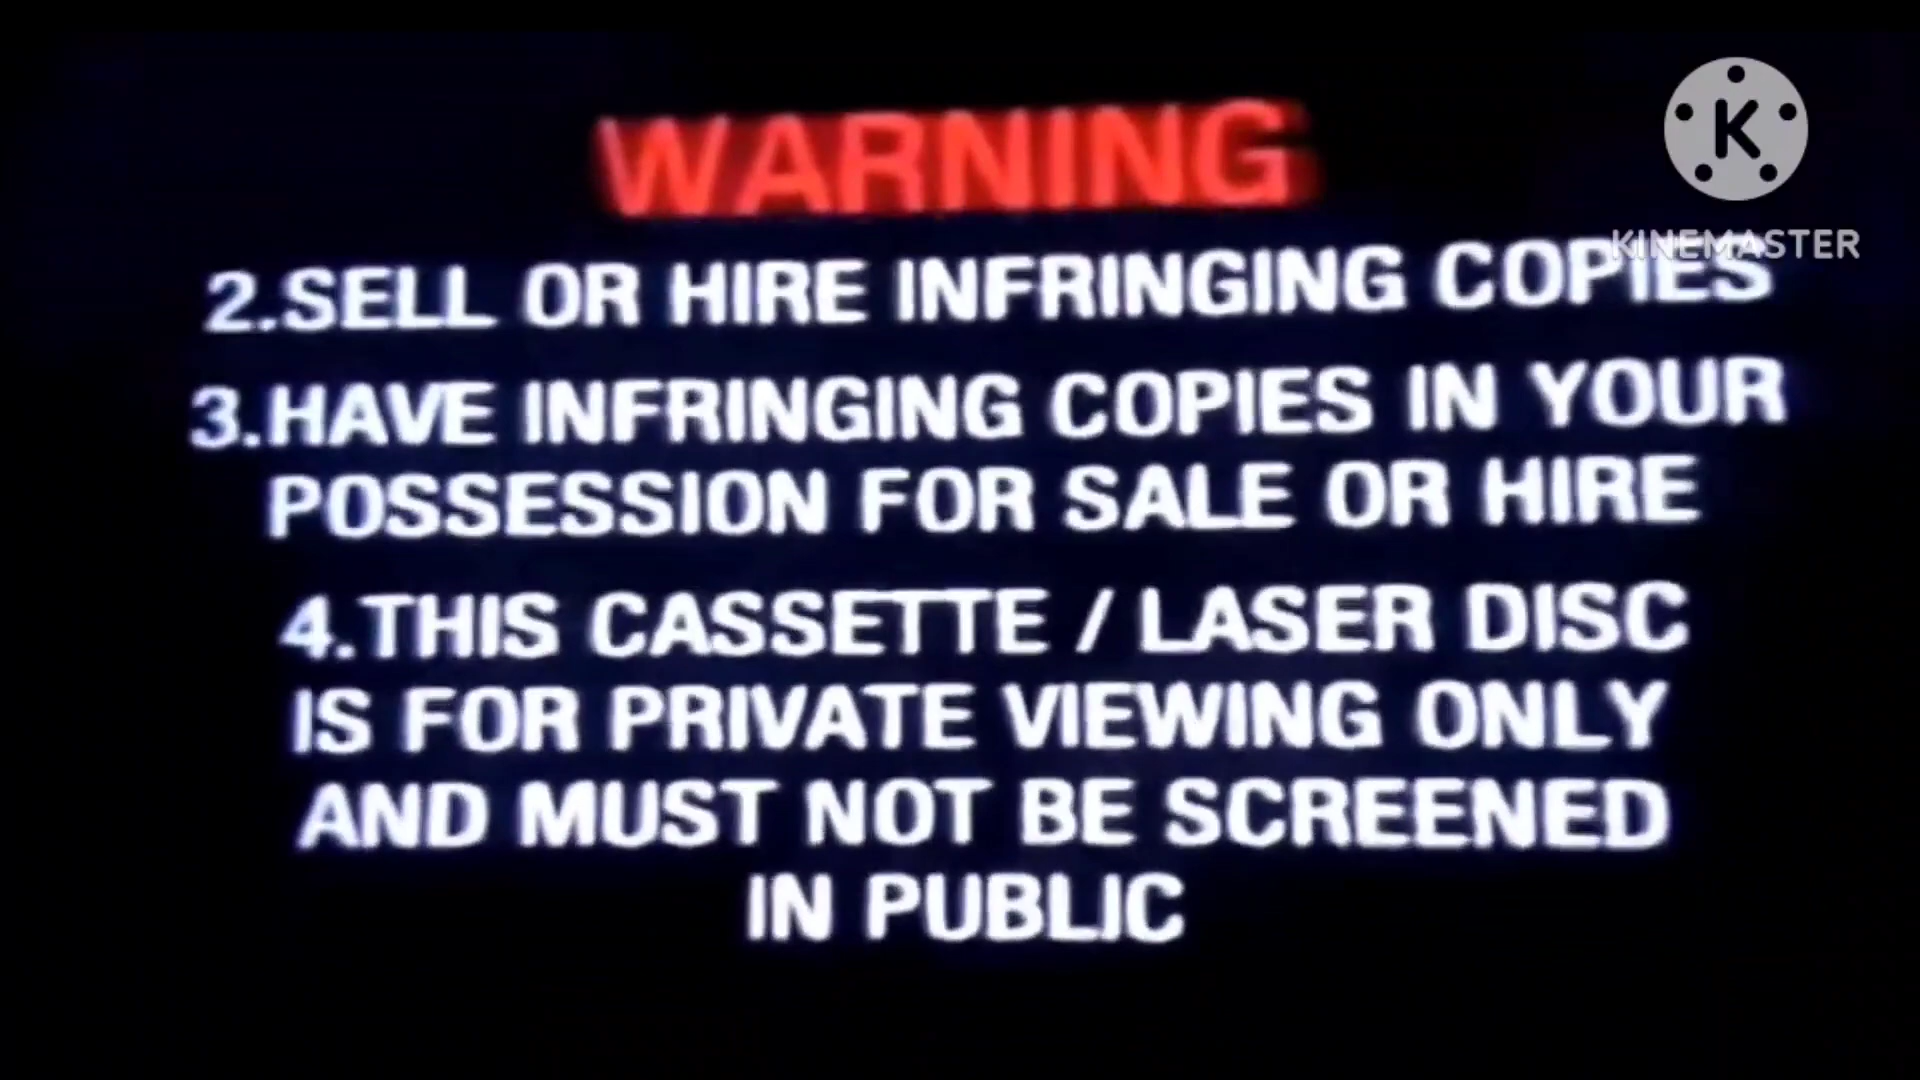 WARNING
K
KINEMASTER
2.SELL OR HIRE INFRINGING COPIES
3.HAVE INFRINGING COPIES IN YOUR
POSSESSION FOR SALE OR HIRE
4.THIS CASSETTE / LASER DISC
IS FOR PRIVATE VIEWING ONLY
AND MUST NOT BE SCREENED
IN PUBLIC